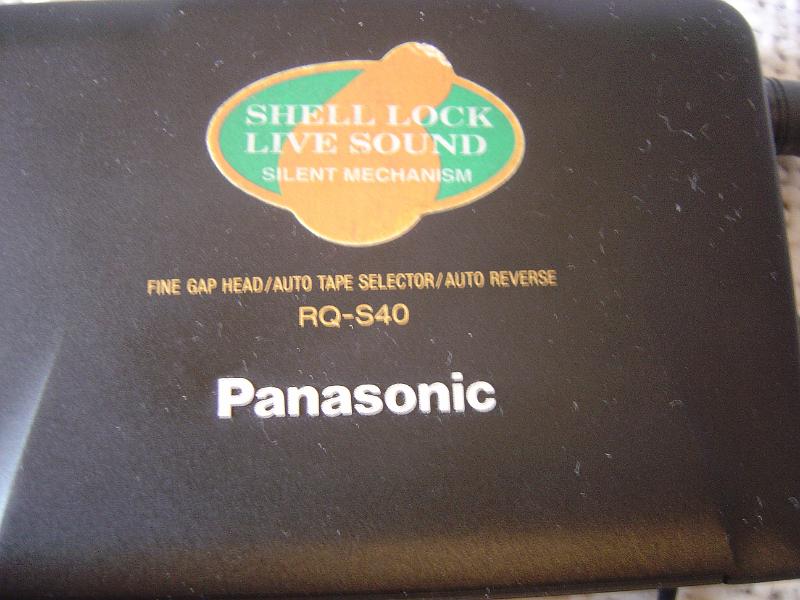 SHELL LOCK
LIVE SOUND
SILENT MECHANISM
FINE GAP HEAD/AUTO TAPE SELECTOR/AUTO REVERSE
RQ-S40
Panasonic